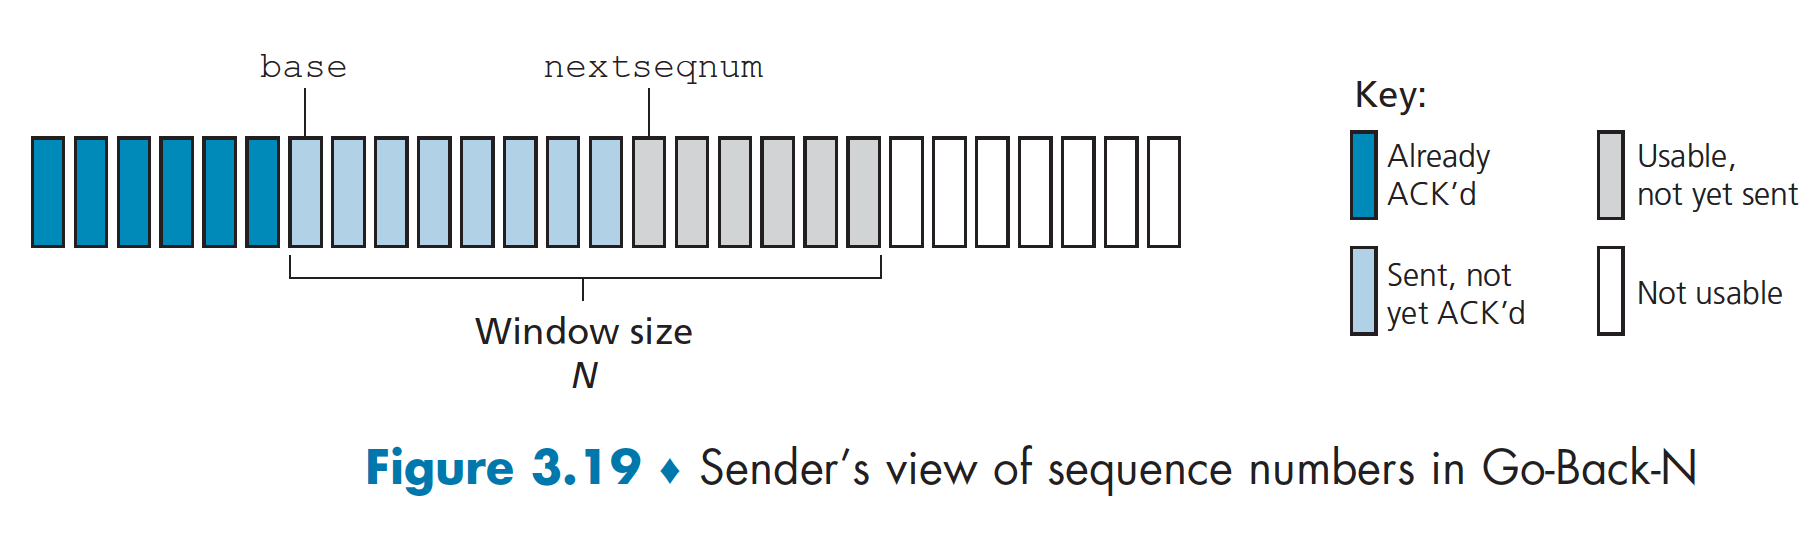 base
nextseqnum
Window size
N
Key:
Already
ACK’d
Usable,
not yet sent
Sent, not
yet ACK’d
Not usable
Figure 3.19 ♦ Sender’s view of sequence numbers in Go-Back-N